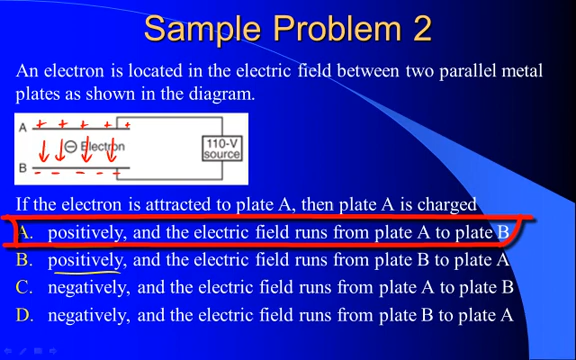 Sample Problem 2
An electron is located in the electric field between two parallel metal
plates as shown in the diagram.
A + + + + +
⊖ Electron
110-V
source
B - - - - - -
If the electron is attracted to plate A, then plate A is charged
A. positively, and the electric field runs from plate A to plate B
B. positively, and the electric field runs from plate B to plate A
C. negatively, and the electric field runs from plate A to plate B
D. negatively, and the electric field runs from plate B to plate A